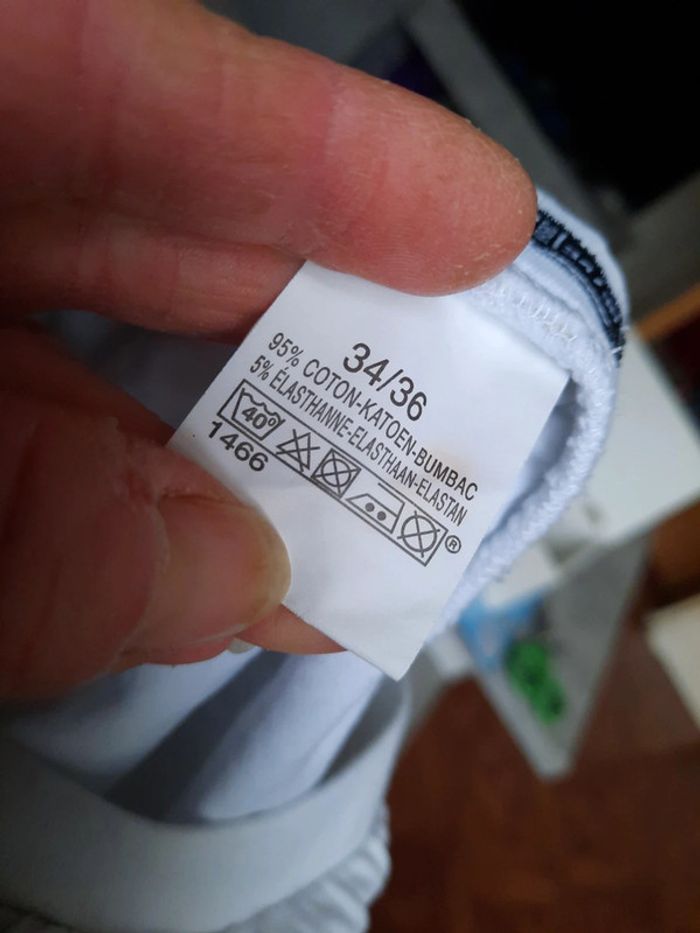 34/36
95% COTON-KATOEN-BUMBAC
5% ÉLASTHANNE-ELASTHAAN-ELASTAN
40° ®
1466